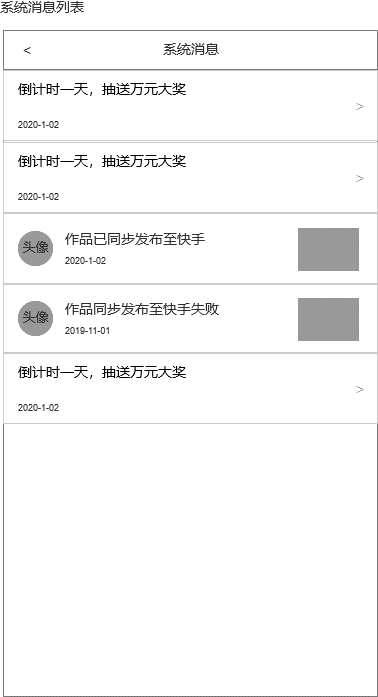 系统消息列表
< 系统消息
倒计时一天，抽送万元大奖
>
2020-1-02
倒计时一天，抽送万元大奖
>
2020-1-02
头像 作品已同步发布至快手
2020-1-02
头像 作品同步发布至快手失败
2019-11-01
倒计时一天，抽送万元大奖
>
2020-1-02